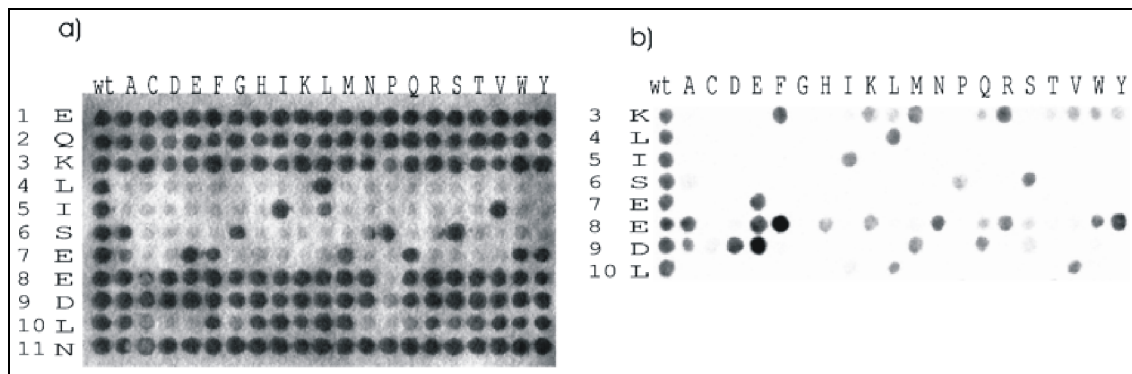 a)
wt A C D E F G H I K L M N P Q R S T V W Y
1 E
2 Q
3 K
4 L
5 I
6 S
7 E
8 E
9 D
10 L
11 N
b)
wt A C D E F G H I K L M N P Q R S T V W Y
3 K
4 L
5 I
6 S
7 E
8 E
9 D
10 L